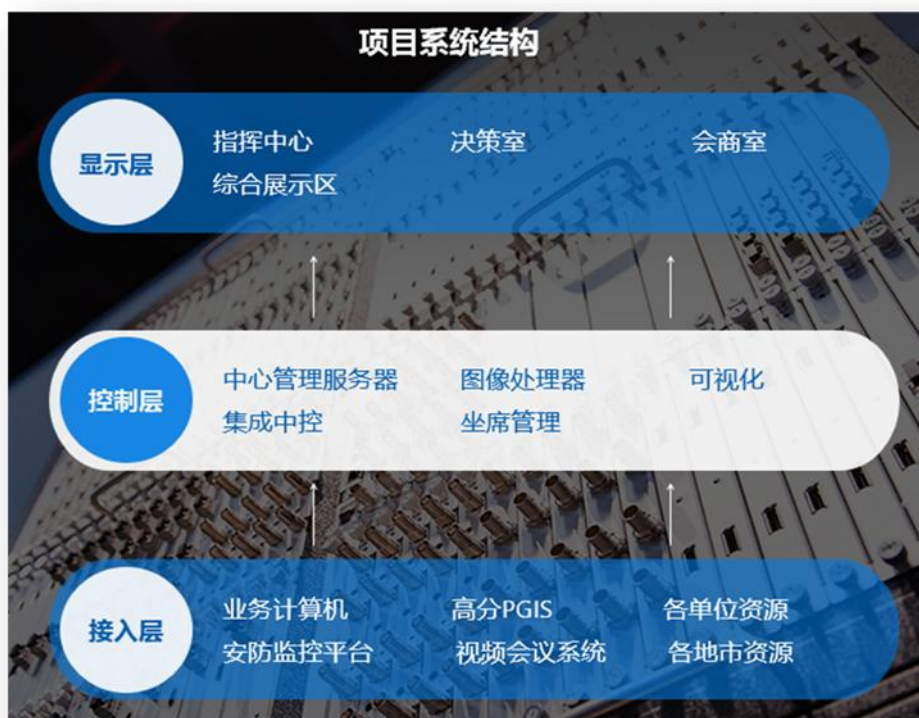 项目系统结构
显示层
指挥中心 决策室 会商室
综合展示区
控制层
中心管理服务器 图像处理器 可视化
集成中控 坐席管理
接入层
业务计算机 高分PGIS 各单位资源
安防监控平台 视频会议系统 各地市资源